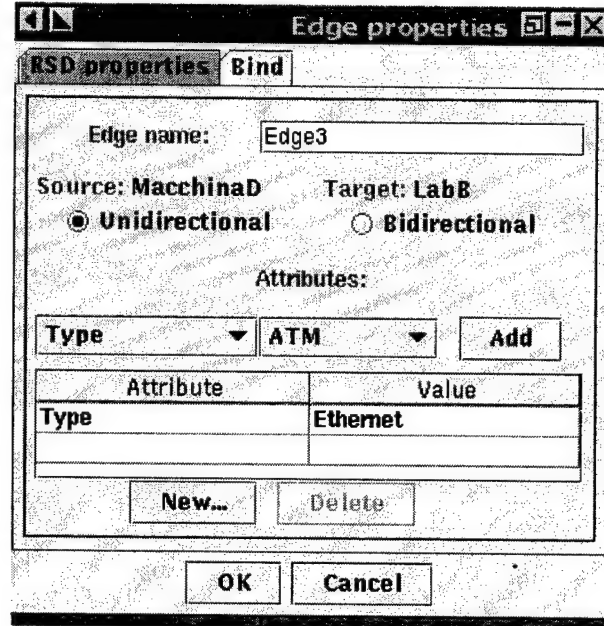 Edge properties
RSD properties Bind
Edge name: Edge3
Source: MacchinaD Target: LabB
Unidirectional Bidirectional
Attributes:
Type ATM Add
Attribute Value
Type Ethernet
New... Delete
OK Cancel